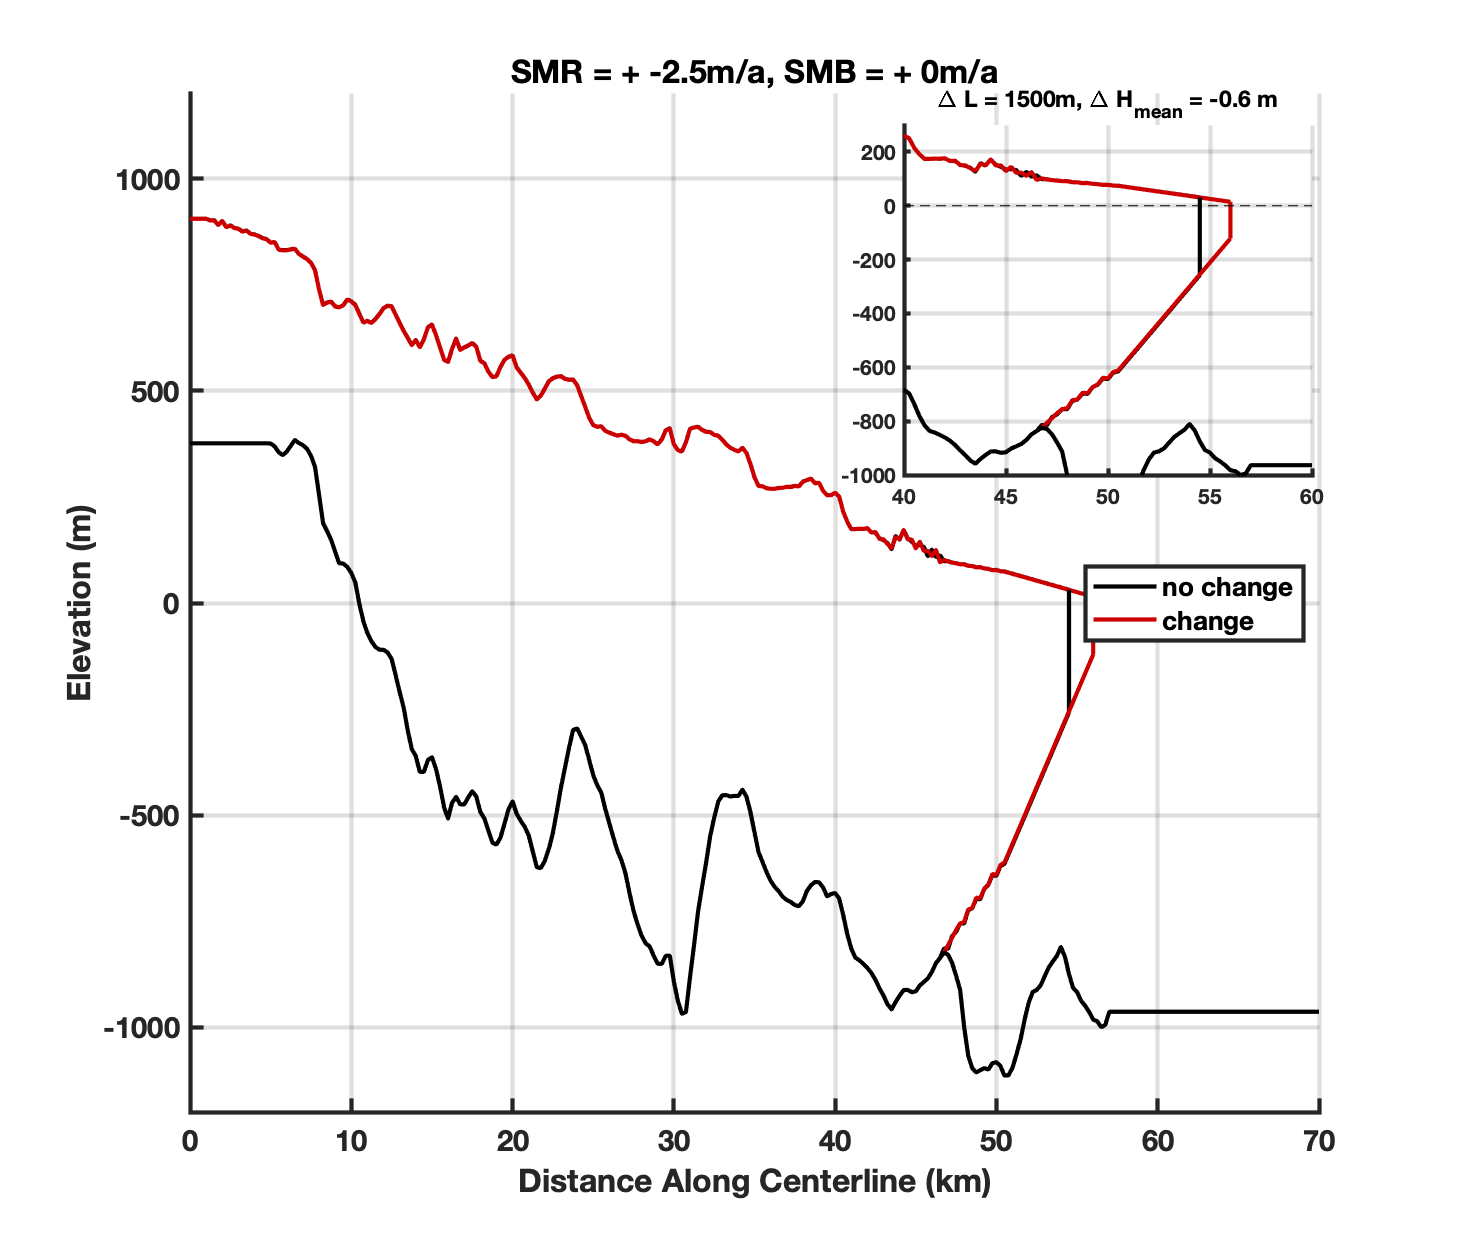 SMR = + -2.5m/a, SMB = + 0m/a
Δ L = 1500m, Δ H_mean = -0.6 m
200
0
-200
-400
-600
-800
-1000
40 45 50 55 60
1000
500
0
-500
-1000
Elevation (m)
no change
change
0 10 20 30 40 50 60 70
Distance Along Centerline (km)